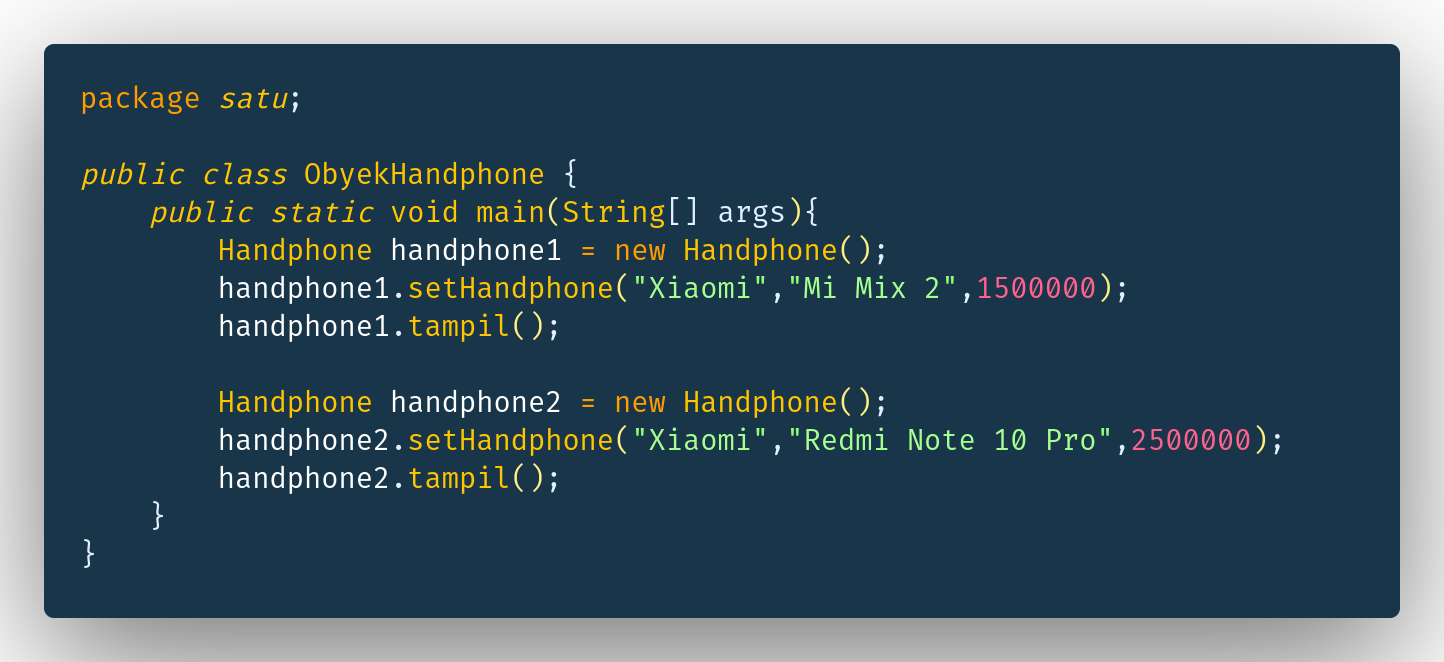 package satu;

public class ObyekHandphone {
    public static void main(String[] args){
        Handphone handphone1 = new Handphone();
        handphone1.setHandphone("Xiaomi","Mi Mix 2",1500000);
        handphone1.tampil();

        Handphone handphone2 = new Handphone();
        handphone2.setHandphone("Xiaomi","Redmi Note 10 Pro",2500000);
        handphone2.tampil();
    }
}